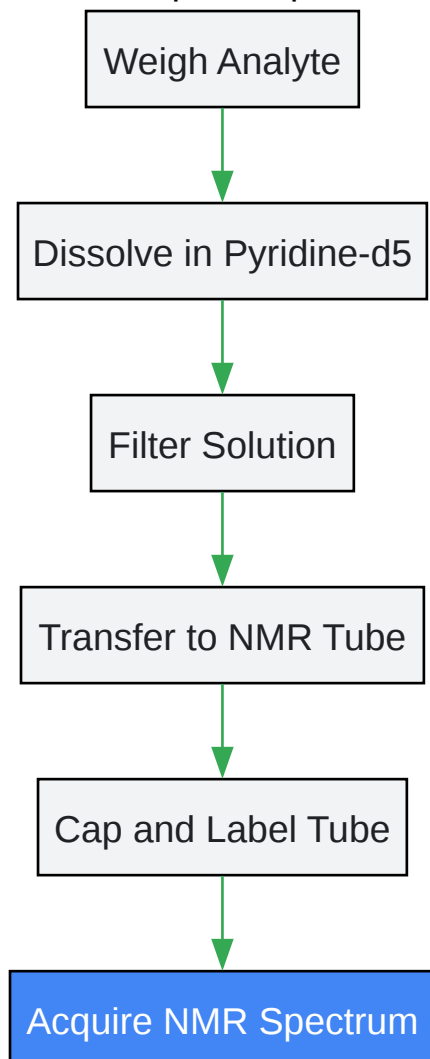 Weigh Analyte
Dissolve in Pyridine-d5
Filter Solution
Transfer to NMR Tube
Cap and Label Tube
Acquire NMR Spectrum